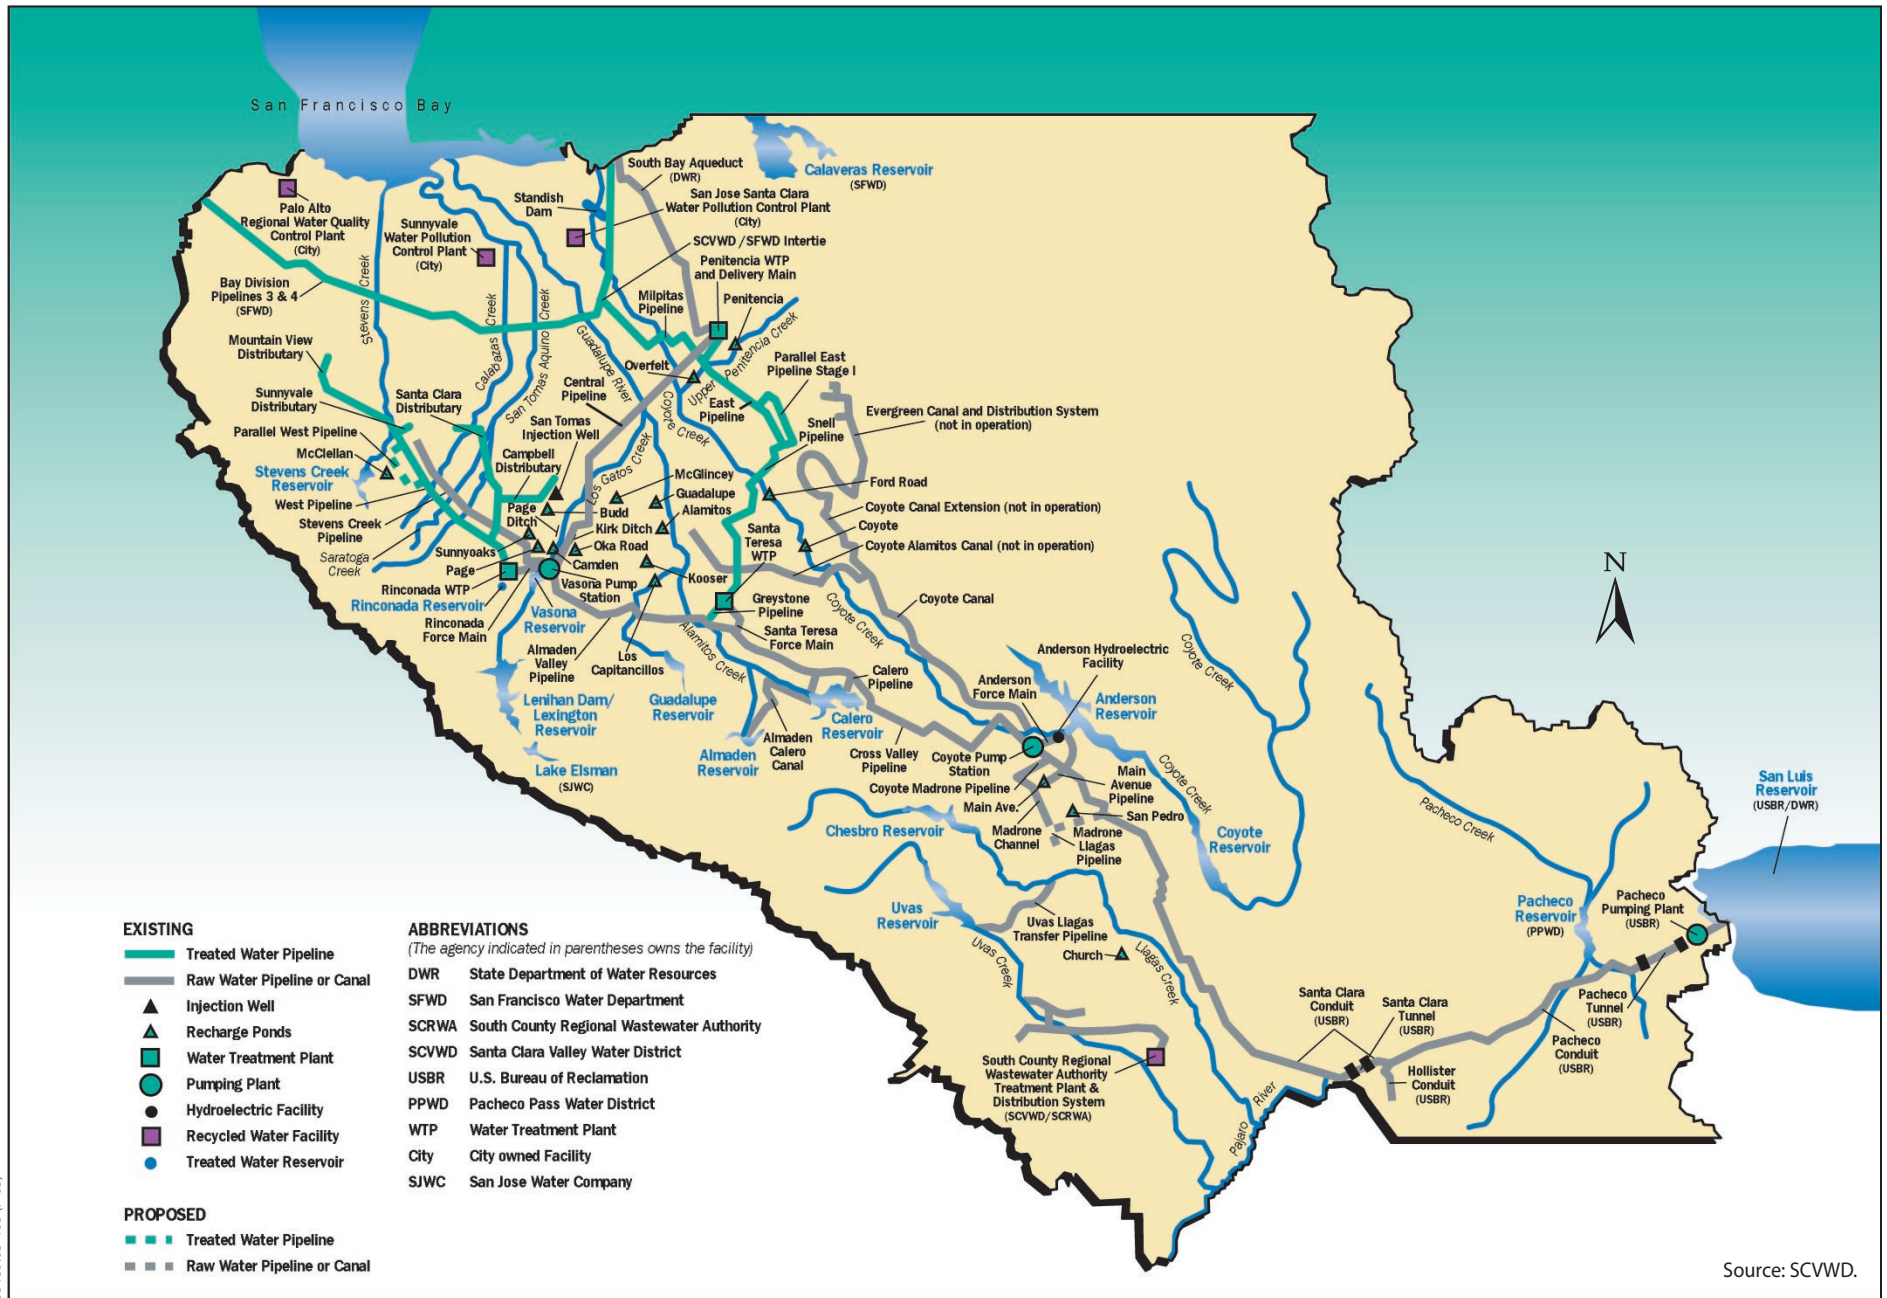 San Francisco Bay
South Bay Aqueduct
(DWR)
Calaveras Reservoir
(SFWD)
San Jose Santa Clara
Water Pollution Control Plant
(City)
Standish
Dam
Palo Alto
Regional Water Quality
Control Plant
(City)
Sunnyvale
Water Pollution
Control Plant
(City)
SCVWD / SFWD Intertie
Penitencia WTP
and Delivery Main
Bay Division
Pipelines 3 & 4
(SFWD)
Stevens Creek
Calabazas Creek
San Tomas Aquino Creek
Guadalupe River
Milpitas
Pipeline
Penitencia
Upper Penitencia Creek
Mountain View
Distributary
Overfelt
Parallel East
Pipeline Stage I
Sunnyvale
Distributary
Santa Clara
Distributary
Central
Pipeline
Coyote Creek
East
Pipeline
Evergreen Canal and Distribution System
(not in operation)
San Tomas
Injection Well
Snell
Pipeline
Parallel West Pipeline
McClellan
Stevens Creek
Reservoir
Campbell
Distributary
Los Gatos Creek
McGlincey
Ford Road
West Pipeline
Guadalupe
Page
Ditch
Budd
Alamitos
Coyote Canal Extension (not in operation)
Stevens Creek
Pipeline
Kirk Ditch
Santa
Teresa
WTP
Coyote
Saratoga
Creek
Sunnyoaks
Oka Road
Coyote Alamitos Canal (not in operation)
Page
Camden
Kooser
Rinconada WTP
Vasona Pump
Station
Rinconada Reservoir
Vasona
Reservoir
Greystone
Pipeline
Coyote Creek
Coyote Canal
Rinconada
Force Main
Santa Teresa
Force Main
Almaden
Valley
Pipeline
Los
Capitancillos
Alamitos Creek
N
Anderson Hydroelectric
Facility
Coyote Creek
Calero
Pipeline
Anderson
Force Main
Lenihan Dam/
Lexington
Reservoir
Guadalupe
Reservoir
Anderson
Reservoir
Calero
Reservoir
Almaden
Reservoir
Almaden
Calero
Canal
Cross Valley
Pipeline
Coyote Pump
Station
Lake Elsman
(SJWC)
Coyote Madrone Pipeline
Main
Avenue
Pipeline
Coyote Creek
San Luis
Reservoir
(USBR/DWR)
Main Ave.
San Pedro
Pacheco Creek
Chesbro Reservoir
Madrone
Channel
Madrone
Llagas
Pipeline
Coyote
Reservoir
Uvas
Reservoir
Uvas Llagas
Transfer Pipeline
Pacheco
Reservoir
(PPWD)
Pacheco
Pumping Plant
(USBR)
Uvas Creek
Church
Llagas Creek
Santa Clara
Conduit
(USBR)
Santa Clara
Tunnel
(USBR)
Pacheco
Tunnel
(USBR)
Pacheco
Conduit
(USBR)
South County Regional
Wastewater Authority
Treatment Plant &
Distribution System
(SCVWD/SCRWA)
Hollister
Conduit
(USBR)
Pajaro River
EXISTING
Treated Water Pipeline
Raw Water Pipeline or Canal
Injection Well
Recharge Ponds
Water Treatment Plant
Pumping Plant
Hydroelectric Facility
Recycled Water Facility
Treated Water Reservoir
PROPOSED
Treated Water Pipeline
Raw Water Pipeline or Canal
ABBREVIATIONS
(The agency indicated in parentheses owns the facility)
DWR State Department of Water Resources
SFWD San Francisco Water Department
SCRWA South County Regional Wastewater Authority
SCVWD Santa Clara Valley Water District
USBR U.S. Bureau of Reclamation
PPWD Pacheco Pass Water District
WTP Water Treatment Plant
City City owned Facility
SJWC San Jose Water Company
Source: SCVWD.